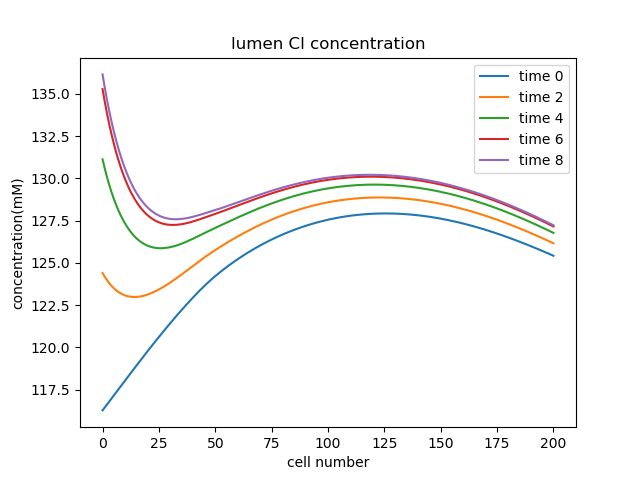 lumen Cl concentration
time 0
time 2
time 4
time 6
time 8
concentration(mM)
135.0
132.5
130.0
127.5
125.0
122.5
120.0
117.5
0 25 50 75 100 125 150 175 200
cell number